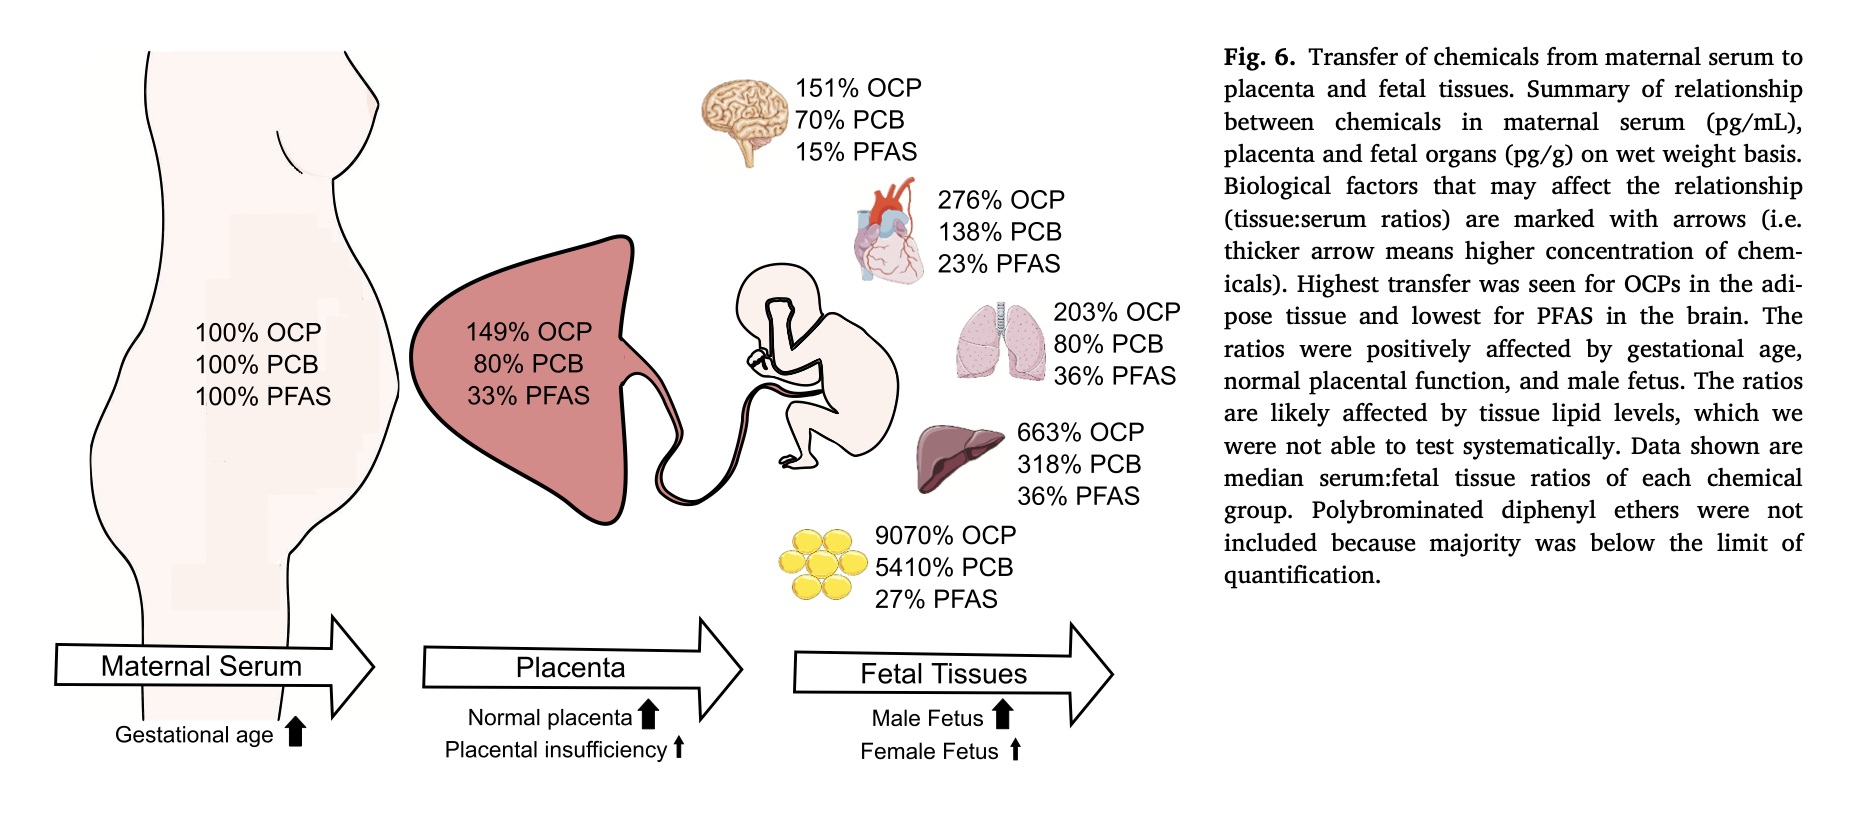 151% OCP
70% PCB
15% PFAS
276% OCP
138% PCB
23% PFAS
203% OCP
80% PCB
36% PFAS
100% OCP
100% PCB
100% PFAS
149% OCP
80% PCB
33% PFAS
663% OCP
318% PCB
36% PFAS
9070% OCP
5410% PCB
27% PFAS
Maternal Serum
Placenta
Fetal Tissues
Gestational age
Normal placenta
Placental insufficiency
Male Fetus
Female Fetus
Fig. 6. Transfer of chemicals from maternal serum to
placenta and fetal tissues. Summary of relationship
between chemicals in maternal serum (pg/mL),
placenta and fetal organs (pg/g) on wet weight basis.
Biological factors that may affect the relationship
(tissue:serum ratios) are marked with arrows (i.e.
thicker arrow means higher concentration of chem-
icals). Highest transfer was seen for OCPs in the adi-
pose tissue and lowest for PFAS in the brain. The
ratios were positively affected by gestational age,
normal placental function, and male fetus. The ratios
are likely affected by tissue lipid levels, which we
were not able to test systematically. Data shown are
median serum:fetal tissue ratios of each chemical
group. Polybrominated diphenyl ethers were not
included because majority was below the limit of
quantification.